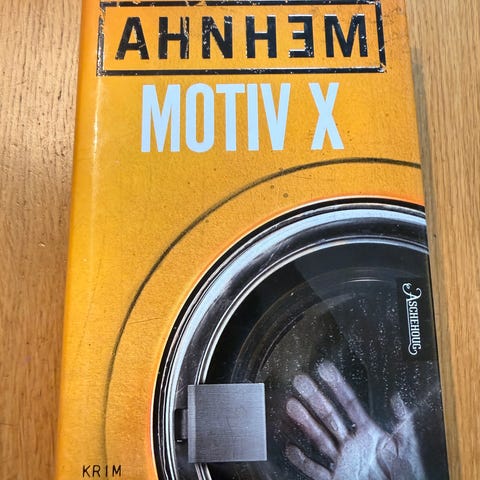 AHNHEM
MOTIV X
ASCHEHOUG
KRIM